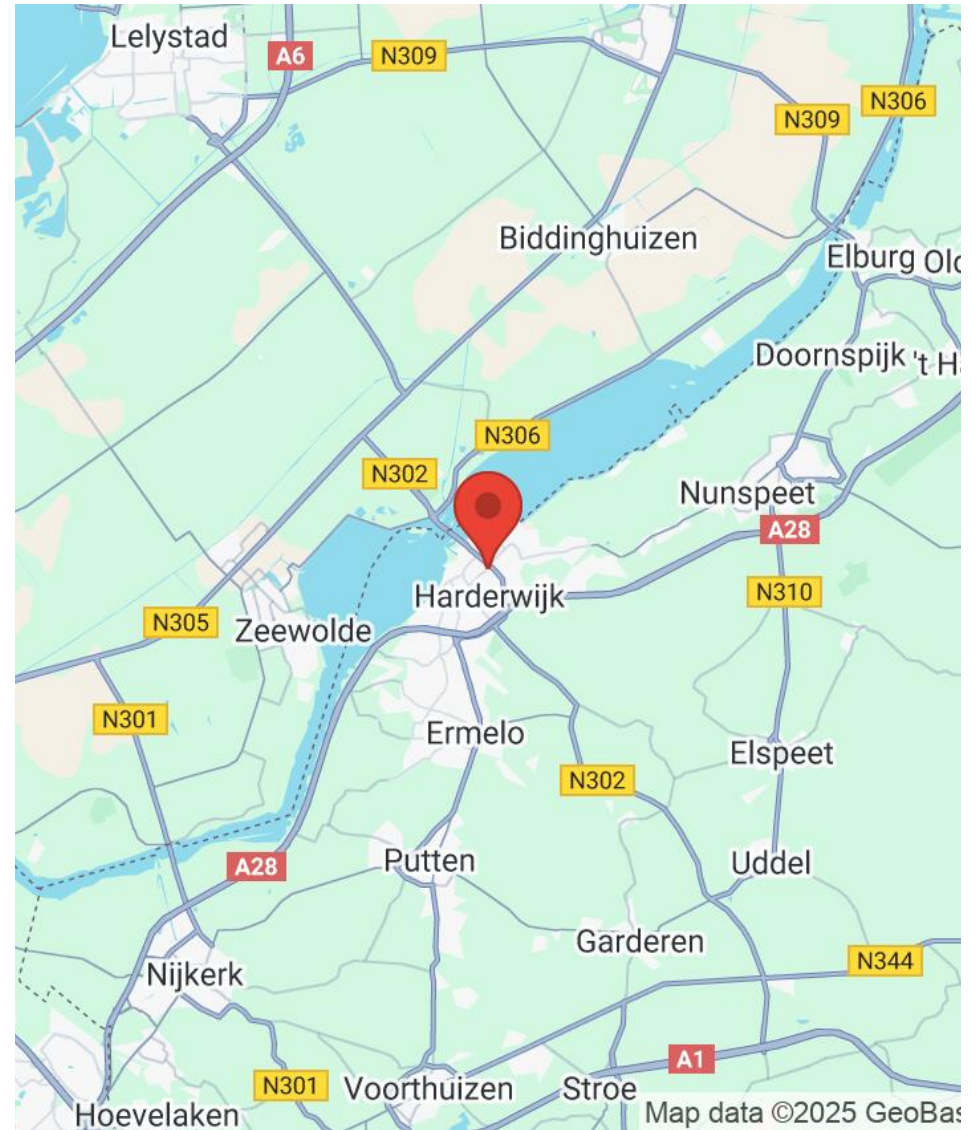 Lelystad
A6
N309
N306
N309
Biddinghuizen
Elburg
Doornspijk 't
N306
N302
Nunspeet
A28
N310
Harderwijk
N305
Zeewolde
N301
Ermelo
Elspeet
N302
Putten
A28
Uddel
Garderen
N344
Nijkerk
A1
N301
Voorthuizen
Stroe
Hoevelaken
Map data ©2025